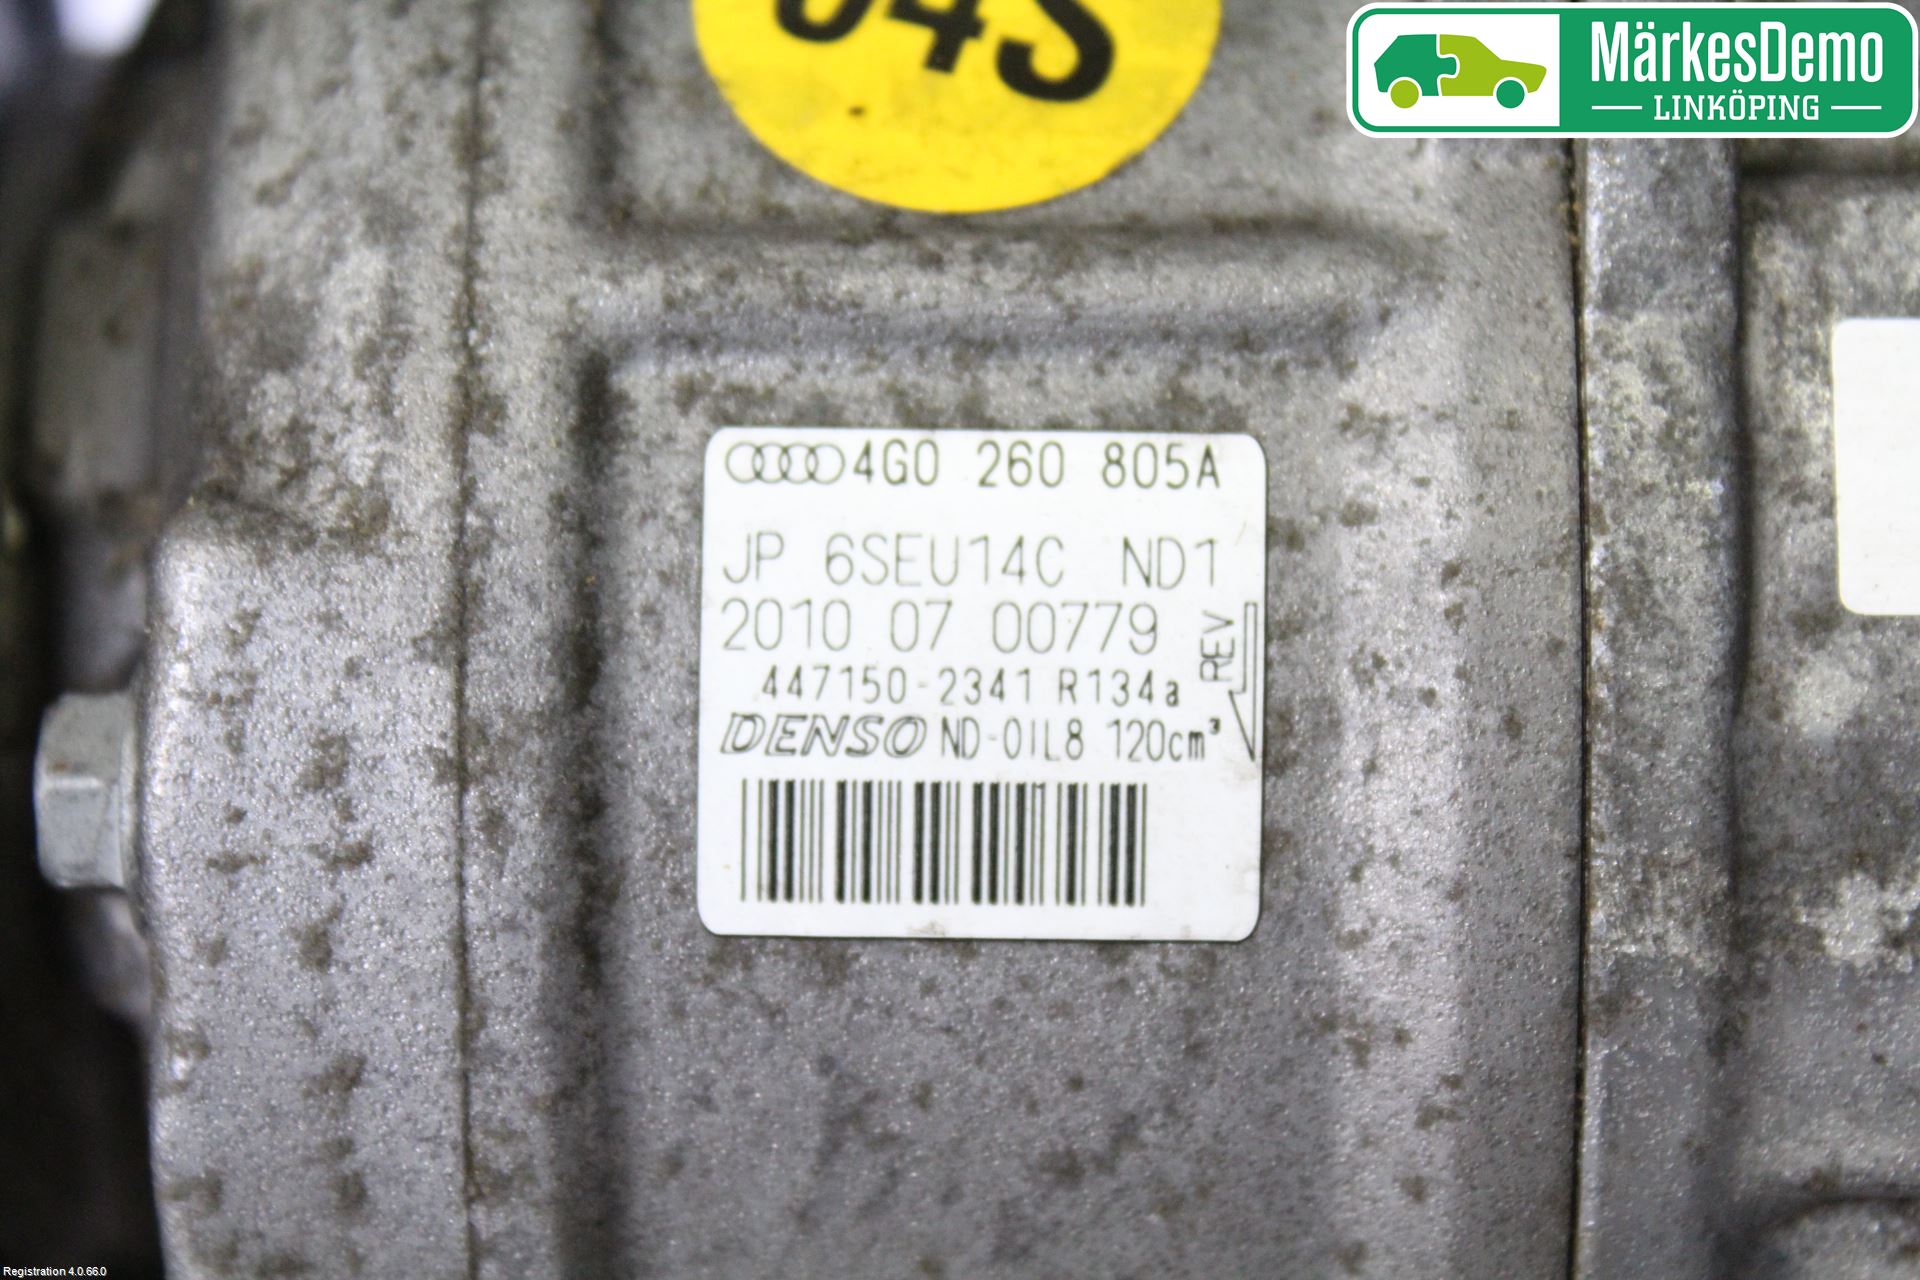 04S
MärkesDemo
LINKÖPING
4G0 260 805A
JP 6SEU14C ND1
2010 07 00779
REV
447150-2341 R134a
DENSO ND-OIL8 120cm³
Registration 4.0.66.0